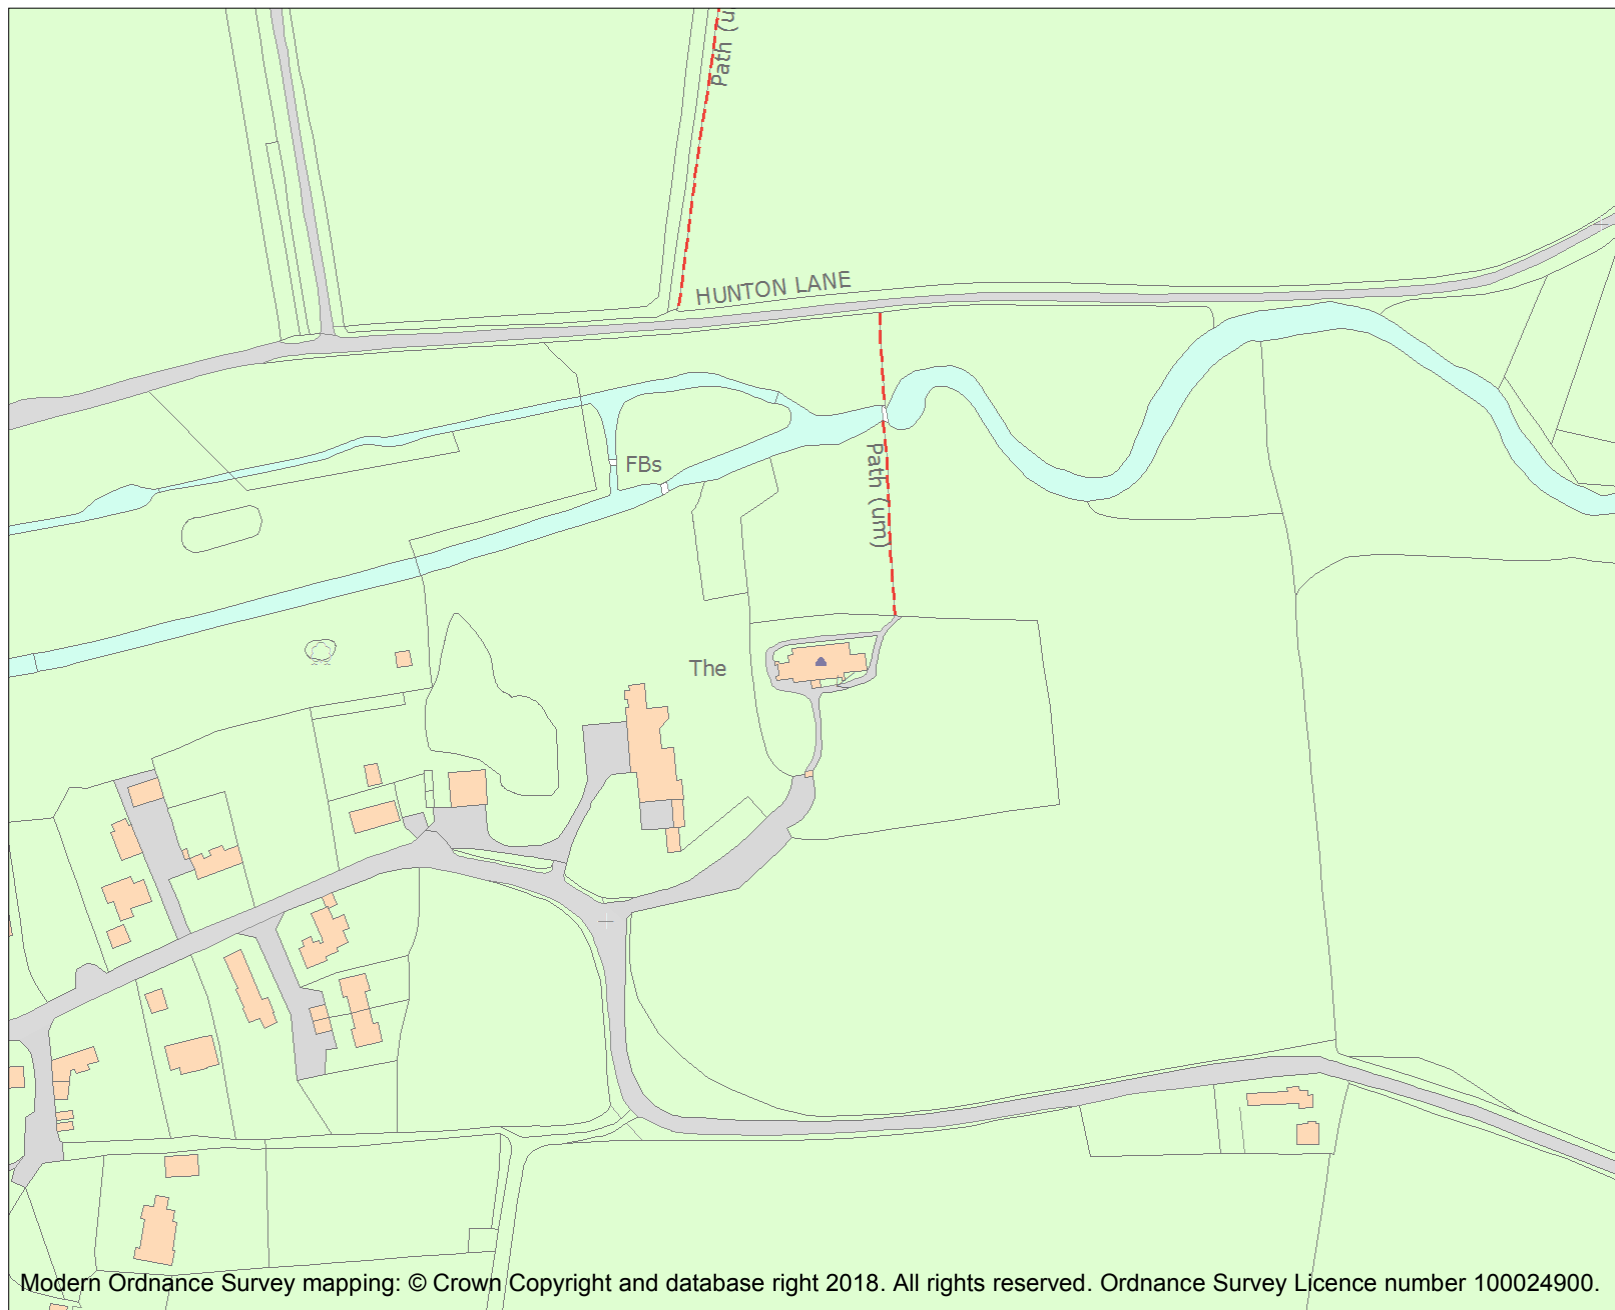 Path (u
HUNTON LANE
FBs
Path (um)
The
Modern Ordnance Survey mapping: © Crown Copyright and database right 2018. All rights reserved. Ordnance Survey Licence number 100024900.